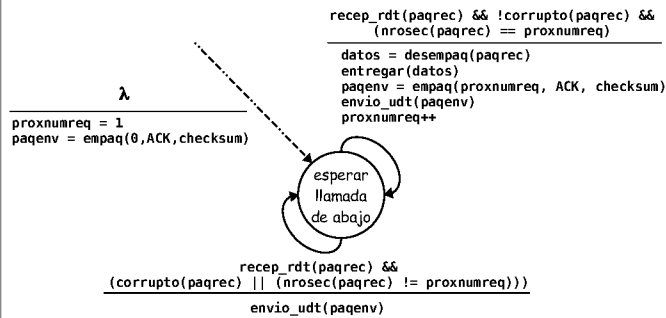 recep_rdt(paqrec) && !corrupto(paqrec) &&
(nrosec(paqrec) == proxnumreq)
datos = desempaq(paqrec)
entregar(datos)
paqenv = empaq(proxnumreq, ACK, checksum)
envio_udt(paqenv)
proxnumreq++
λ
proxnumreq = 1
paqenv = empaq(0,ACK,checksum)
esperar
llamada
de abajo
recep_rdt(paqrec) &&
(corrupto(paqrec) || (nrosec(paqrec) != proxnumreq)))
envio_udt(paqenv)